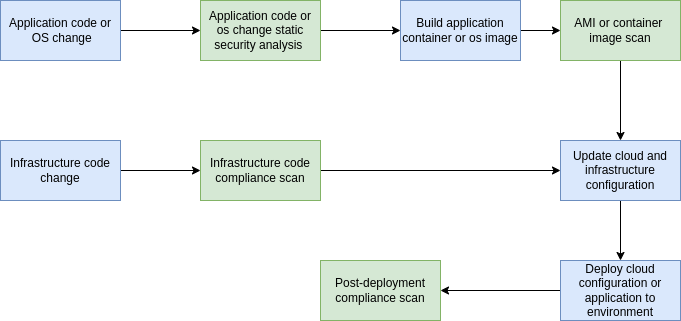 Application code or
OS change
Application code or
os change static
security analysis
Build application
container or os image
AMI or container
image scan
Infrastructure code
change
Infrastructure code
compliance scan
Update cloud and
infrastructure
configuration
Post-deployment
compliance scan
Deploy cloud
configuration or
application to
environment